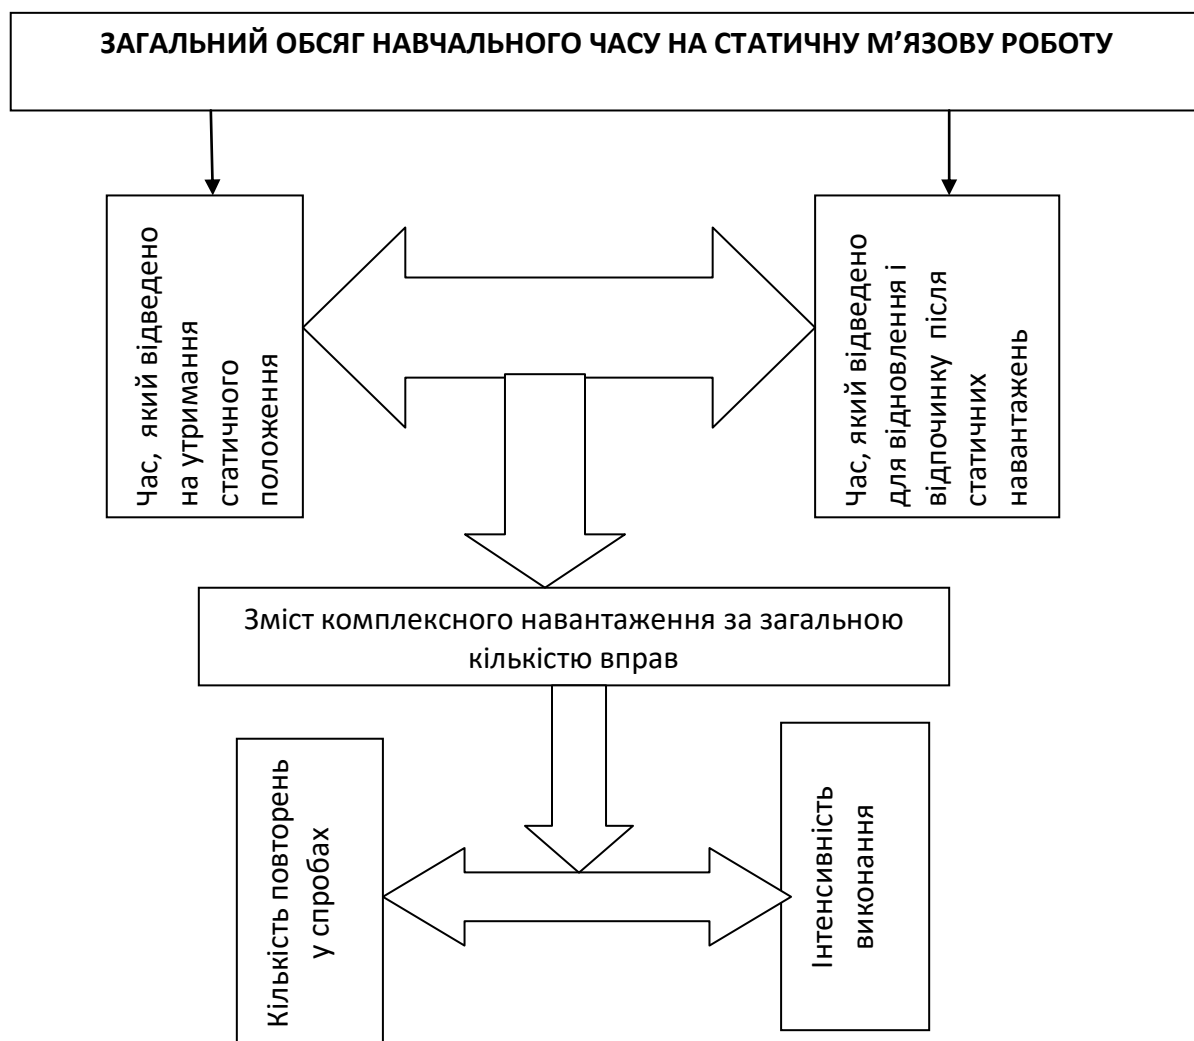 ЗАГАЛЬНИЙ ОБСЯГ НАВЧАЛЬНОГО ЧАСУ НА СТАТИЧНУ М’ЯЗОВУ РОБОТУ
Час, який відведено
на утримання
статичного
положення
Час, який відведено
для відновлення і
відпочинку після
статичних
навантажень
Зміст комплексного навантаження за загальною
кількістю вправ
Кількість повторень
у спробах
Інтенсивність
виконання